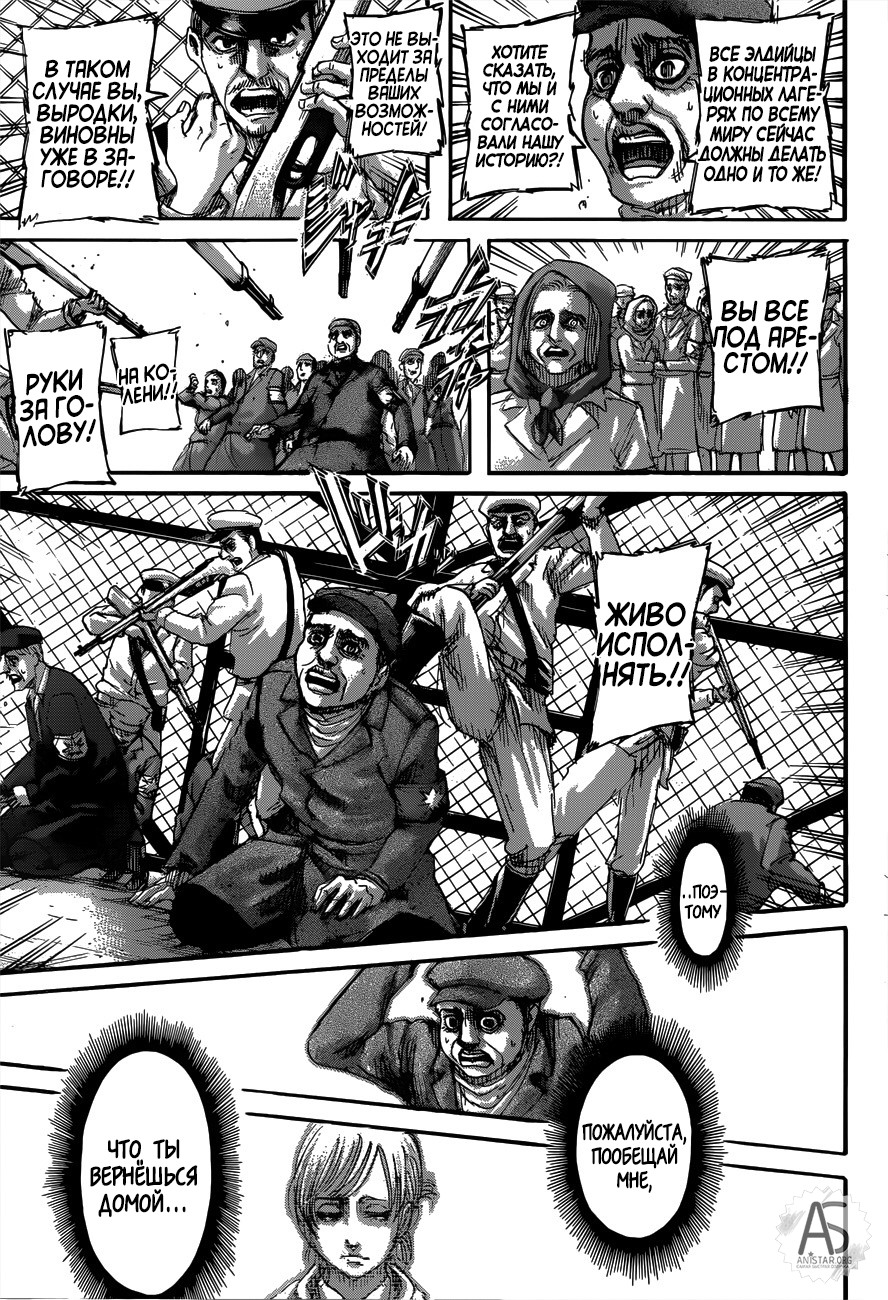 ВСЕ ЭЛДИЙЦЫ
В КОНЦЕНТРА-
ЦИОННЫХ ЛАГЕ-
РЯХ ПО ВСЕМУ
МИРУ СЕЙЧАС
ДОЛЖНЫ ДЕЛАТЬ
ОДНО И ТО ЖЕ!
ХОТИТЕ
СКАЗАТЬ,
ЧТО МЫ И
С НИМИ
СОГЛАСО-
ВАЛИ НАШУ
ИСТОРИЮ?!
ЭТО НЕ ВЫ-
ХОДИТ ЗА
ПРЕДЕЛЫ
ВАШИХ
ВОЗМОЖ-
НОСТЕЙ!
В ТАКОМ
СЛУЧАЕ ВЫ,
ВЫРОДКИ,
ВИНОВНЫ
УЖЕ В ЗА-
ГОВОРЕ!!
ВЫ ВСЕ
ПОД АРЕ-
СТОМ!!
НА КО-
ЛЕНИ!!
РУКИ
ЗА ГО-
ЛОВУ!
ЖИВО
ИСПОЛ-
НЯТЬ!!
..ПОЭ-
ТОМУ
ПОЖАЛУЙСТА,
ПООБЕЩАЙ
МНЕ,
ЧТО ТЫ
ВЕРНЁШЬСЯ
ДОМОЙ...
AS
ANISTAR.ORG